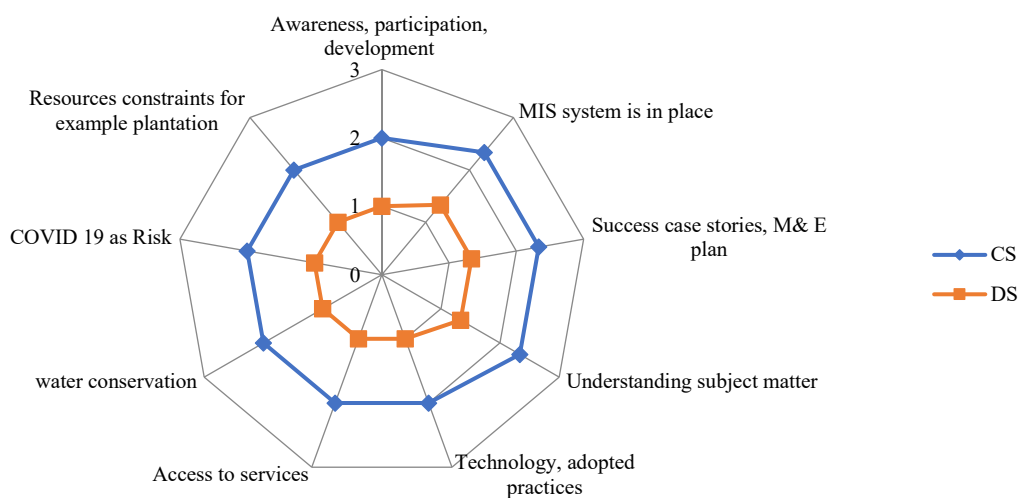 Awareness, participation,
development
3
2
1
0
MIS system is in place
Success case stories, M& E
plan
Understanding subject matter
Technology, adopted
practices
Access to services
water conservation
COVID 19 as Risk
Resources constraints for
example plantation
CS
DS